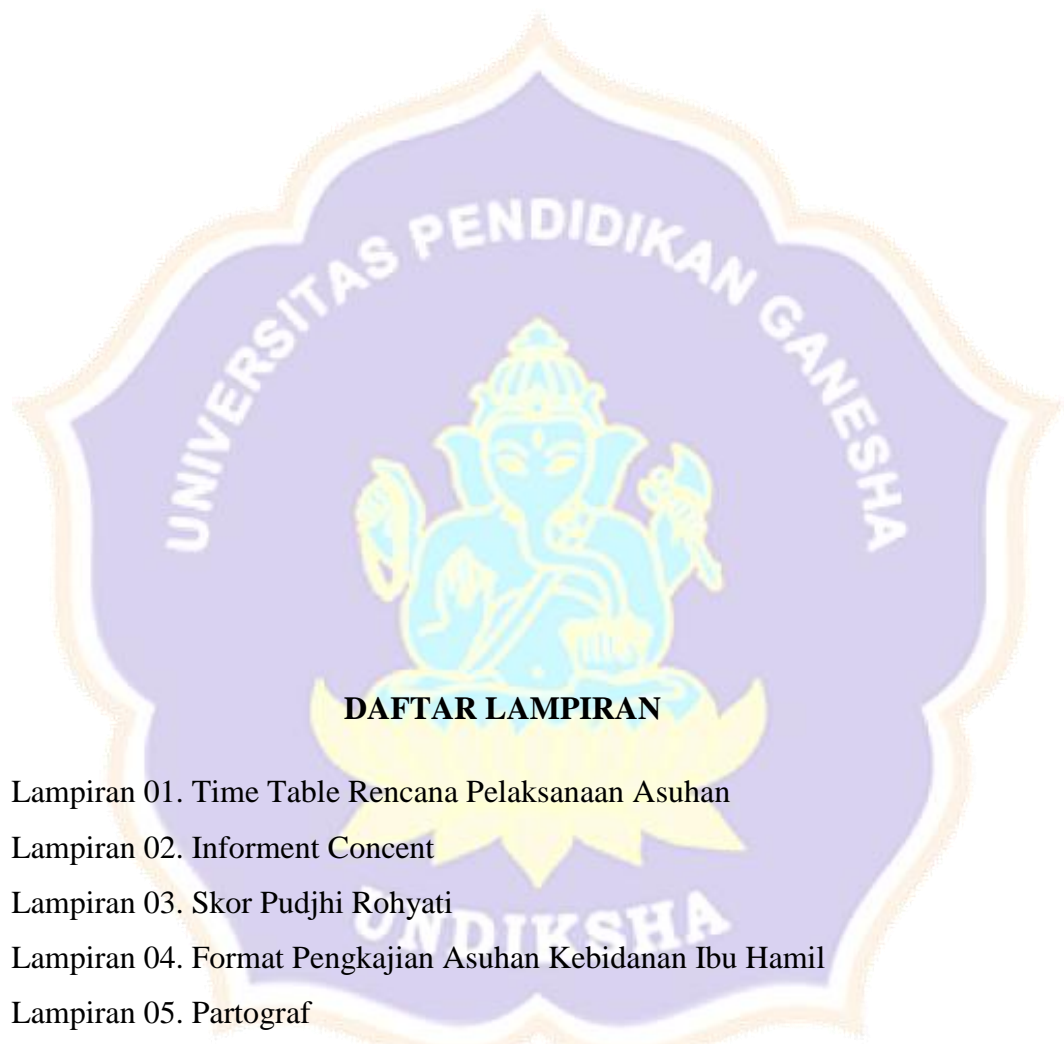 UNIVERSITAS PENDIDIKAN GANESHA
DAFTAR LAMPIRAN
Lampiran 01. Time Table Rencana Pelaksanaan Asuhan
Lampiran 02. Informent Concent
Lampiran 03. Skor Pudjhi Rohyati
UNDIKSHA
Lampiran 04. Format Pengkajian Asuhan Kebidanan Ibu Hamil
Lampiran 05. Partograf